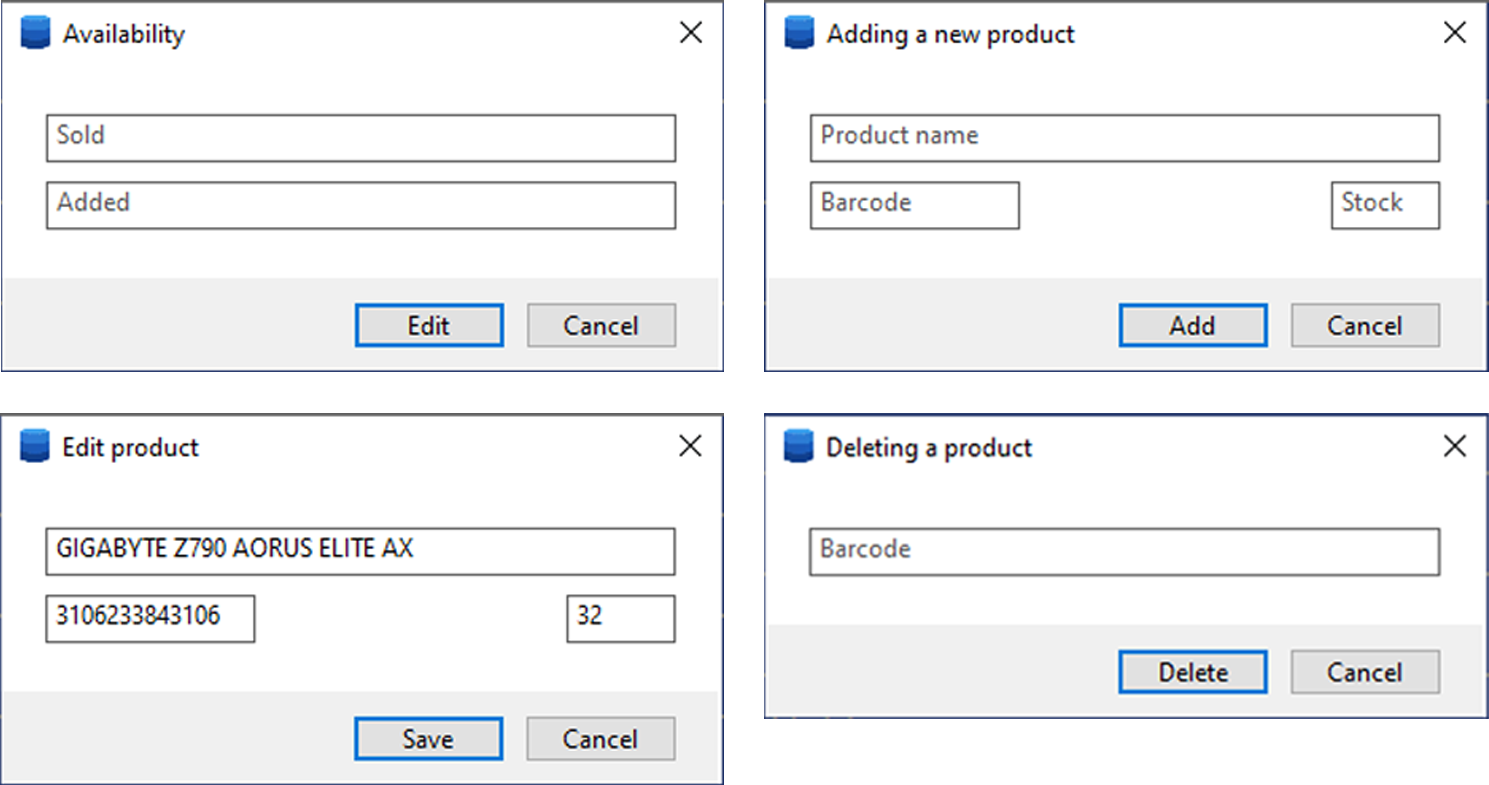 Availability
Sold
Added
Edit Cancel
Adding a new product
Product name
Barcode Stock
Add Cancel
Edit product
GIGABYTE Z790 AORUS ELITE AX
3106233843106 32
Save Cancel
Deleting a product
Barcode
Delete Cancel